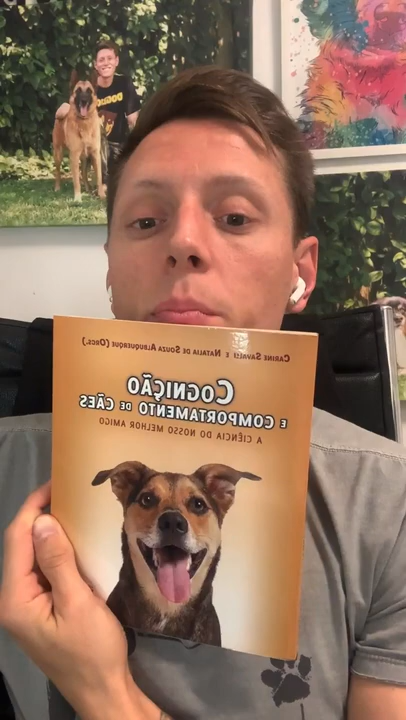 CARINE SAVALLI E NATALIA DE SOUZA ALBUQUERQUE (ORGS.)
COGNIÇÃO
E COMPORTAMENTO DE CÃES
A CIÊNCIA DO NOSSO MELHOR AMIGO